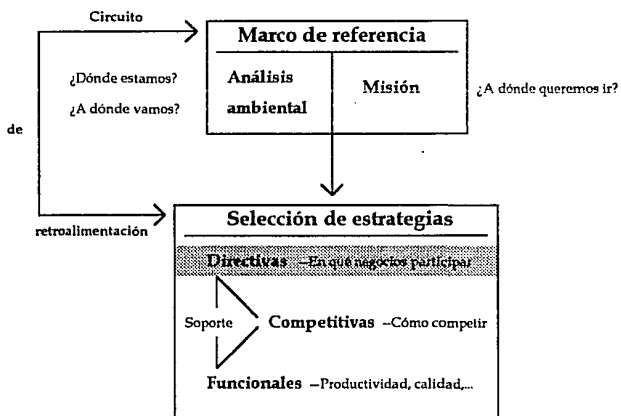 Circuito
Marco de referencia
¿Dónde estamos?
¿A dónde vamos?
Análisis
ambiental
Misión
¿A dónde queremos ir?
de
retroalimentación
Selección de estrategias
Directivas –En qué negocios participar
Soporte
Competitivas –Cómo competir
Funcionales –Productividad, calidad,...